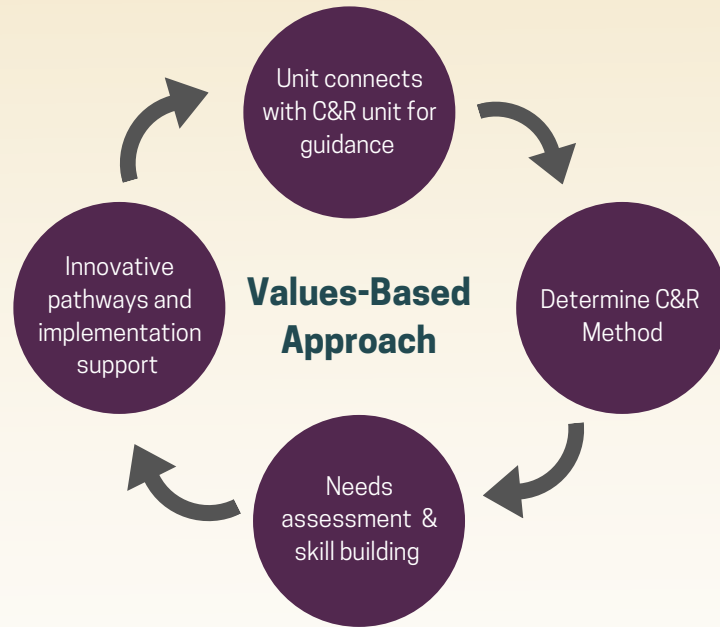 Unit connects
with C&R unit for
guidance
Determine C&R
Method
Needs
assessment & 
skill building
Innovative
pathways and
implementation
support
Values-Based
Approach